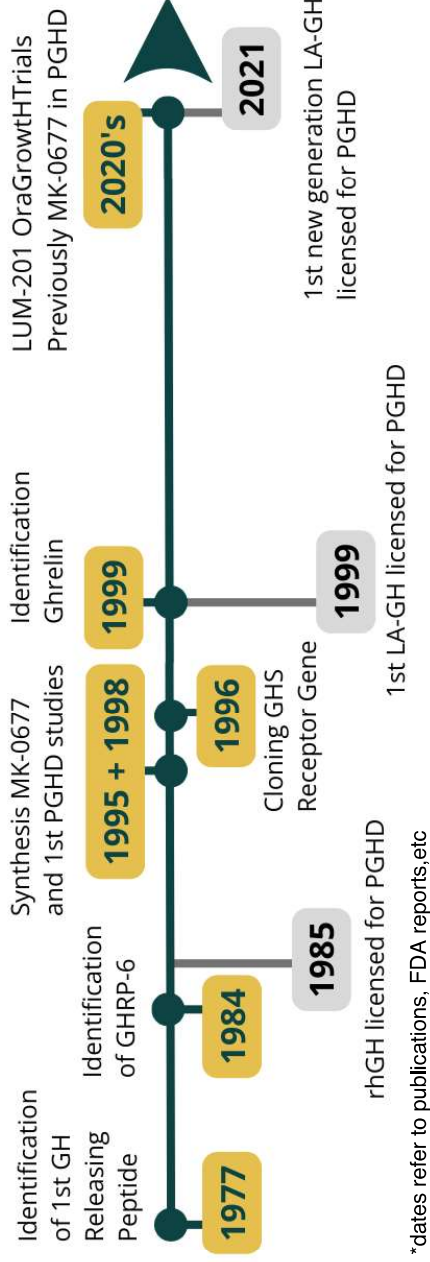 Identification
of 1st GH
Releasing
Peptide
1977
Identification
of GHRP-6
1984
1985
rhGH licensed for PGHD
Synthesis MK-0677
and 1st PGHD studies
1995 + 1998
1996
Cloning GHS
Receptor Gene
Identification
Ghrelin
1999
1999
1st LA-GH licensed for PGHD
LUM-201 OraGrowtHTrials
Previously MK-0677 in PGHD
2020's
2021
1st new generation LA-GH
licensed for PGHD
*dates refer to publications, FDA reports,etc